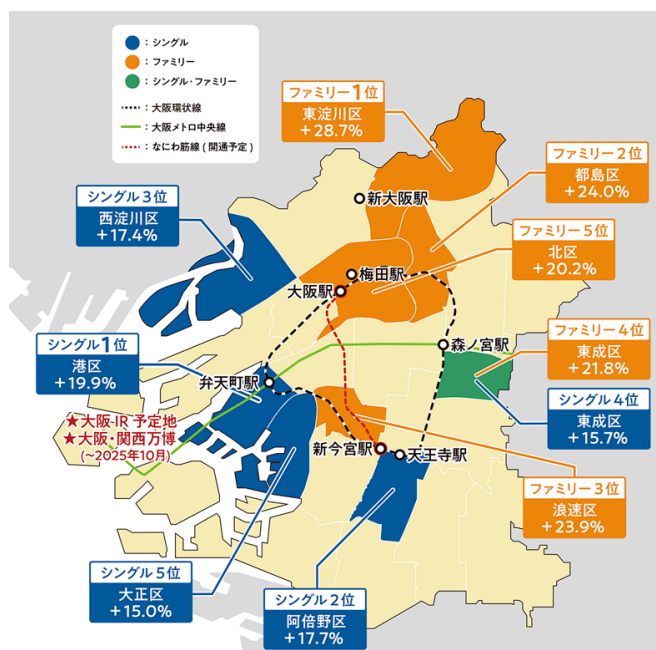 ：シングル
：ファミリー
：シングル・ファミリー
：大阪環状線
：大阪メトロ中央線
：なにわ筋線(開通予定)
ファミリー1位
東淀川区
+28.7%
ファミリー2位
都島区
+24.0%
シングル3位
西淀川区
+17.4%
新大阪駅
ファミリー5位
北区
+20.2%
梅田駅
大阪駅
シングル1位
港区
+19.9%
森ノ宮駅
ファミリー4位
東成区
+21.8%
弁天町駅
シングル4位
東成区
+15.7%
★大阪-IR 予定地
★大阪・関西万博
(~2025年10月)
新今宮駅
天王寺駅
ファミリー3位
浪速区
+23.9%
シングル5位
大正区
+15.0%
シングル2位
阿倍野区
+17.7%